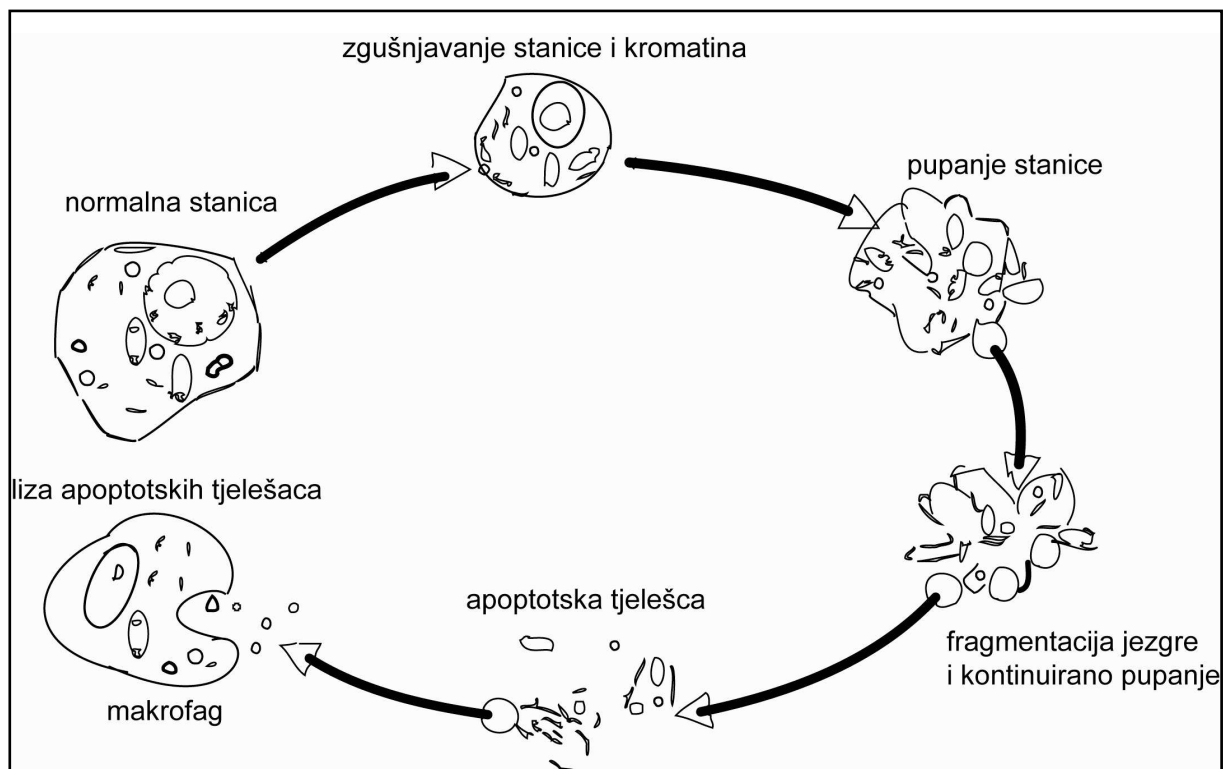 zgušnjavanje stanice i kromatina
pupanje stanice
normalna stanica
liza apoptotskih tjelešaca
apoptotska tjelešca
fragmentacija jezgre
i kontinuirano pupanje
makrofag